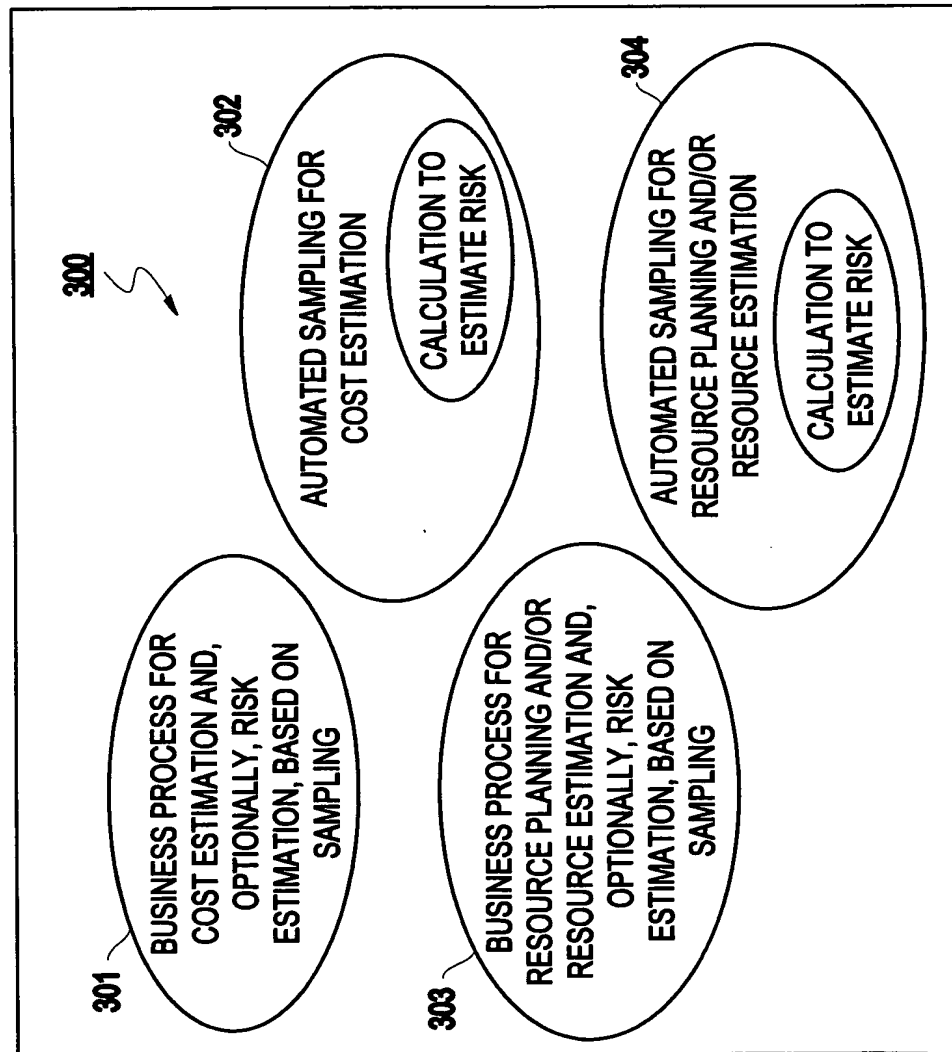 300
301
BUSINESS PROCESS FOR
COST ESTIMATION AND,
OPTIONALLY, RISK
ESTIMATION, BASED ON
SAMPLING
302
AUTOMATED SAMPLING FOR
COST ESTIMATION
CALCULATION TO
ESTIMATE RISK
303
BUSINESS PROCESS FOR
RESOURCE PLANNING AND/OR
RESOURCE ESTIMATION AND,
OPTIONALLY, RISK
ESTIMATION, BASED ON
SAMPLING
304
AUTOMATED SAMPLING FOR
RESOURCE PLANNING AND/OR
RESOURCE ESTIMATION
CALCULATION TO
ESTIMATE RISK